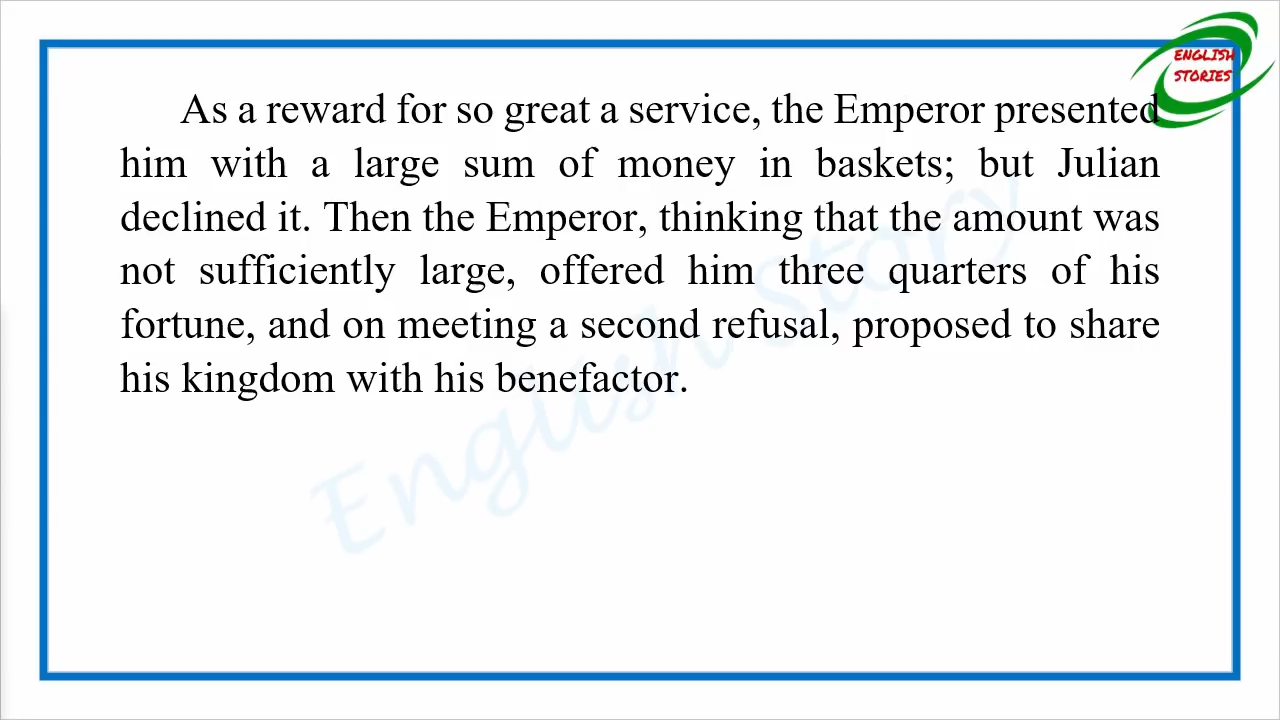 ENGLISH
STORIES
As a reward for so great a service, the Emperor presented
him with a large sum of money in baskets; but Julian
declined it. Then the Emperor, thinking that the amount was
not sufficiently large, offered him three quarters of his
fortune, and on meeting a second refusal, proposed to share
his kingdom with his benefactor.
English Story